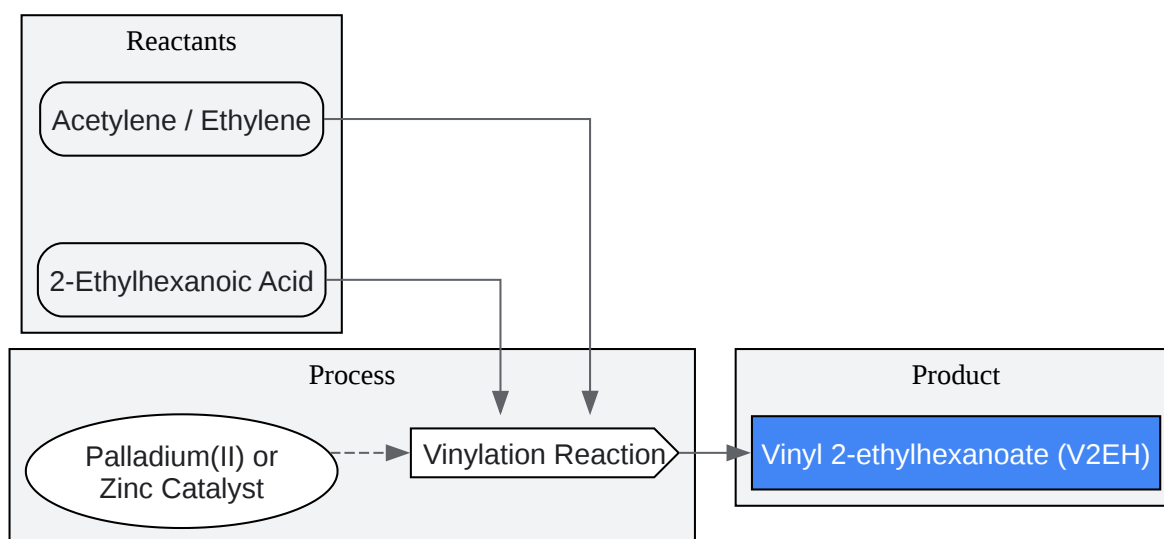 Reactants
Acetylene / Ethylene
2-Ethylhexanoic Acid
Process
Palladium(II) or
Zinc Catalyst
Vinylation Reaction
Product
Vinyl 2-ethylhexanoate (V2EH)